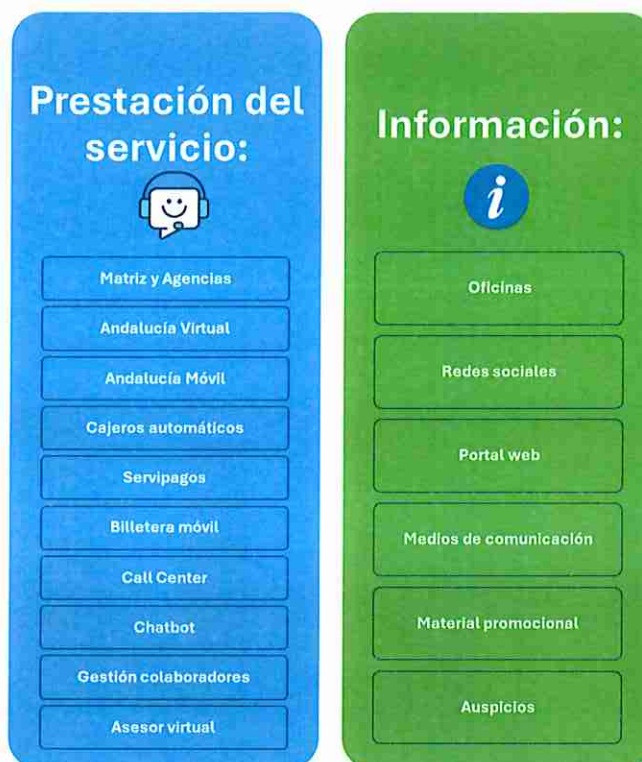 Prestación del
servicio:
Matriz y Agencias
Andalucía Virtual
Andalucía Móvil
Cajeros automáticos
Servipagos
Billetera móvil
Call Center
Chatbot
Gestión colaboradores
Asesor virtual
Información:
i
Oficinas
Redes sociales
Portal web
Medios de comunicación
Material promocional
Auspicios